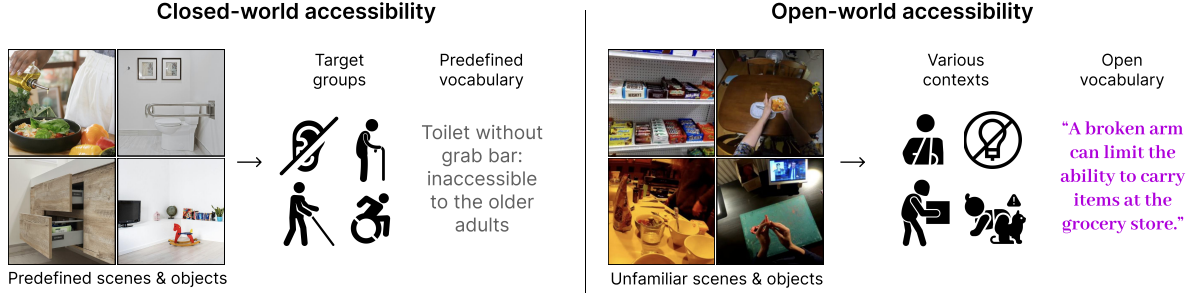 Closed-world accessibility
Target
groups
Predefined
vocabulary
Toilet without
grab bar:
inaccessible
to the older
adults
Predefined scenes & objects
Open-world accessibility
Various
contexts
Open
vocabulary
“A broken arm
can limit the
ability to carry
items at the
grocery store.”
Unfamiliar scenes & objects